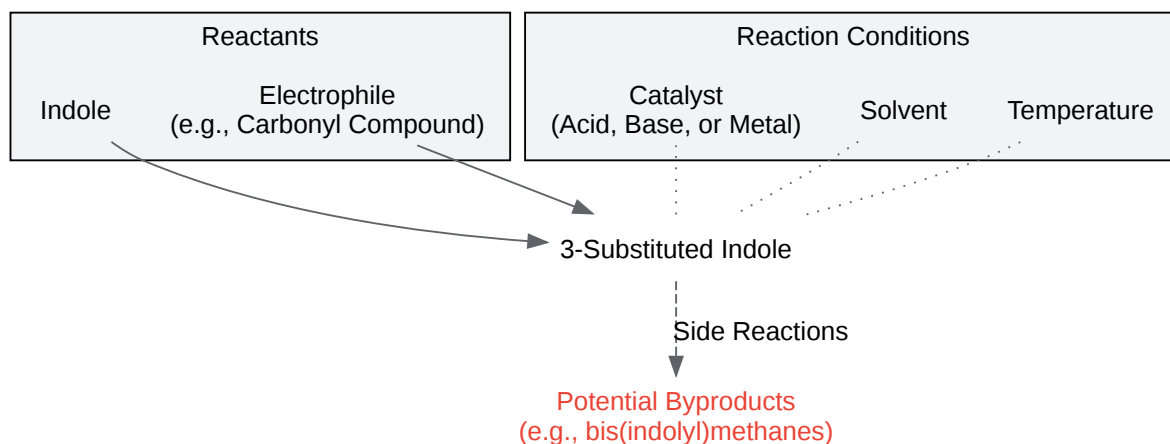 Reactants
Reaction Conditions
Indole
Electrophile
(e.g., Carbonyl Compound)
Catalyst
(Acid, Base, or Metal)
Solvent
Temperature
3-Substituted Indole
Side Reactions
Potential Byproducts
(e.g., bis(indolyl)methanes)